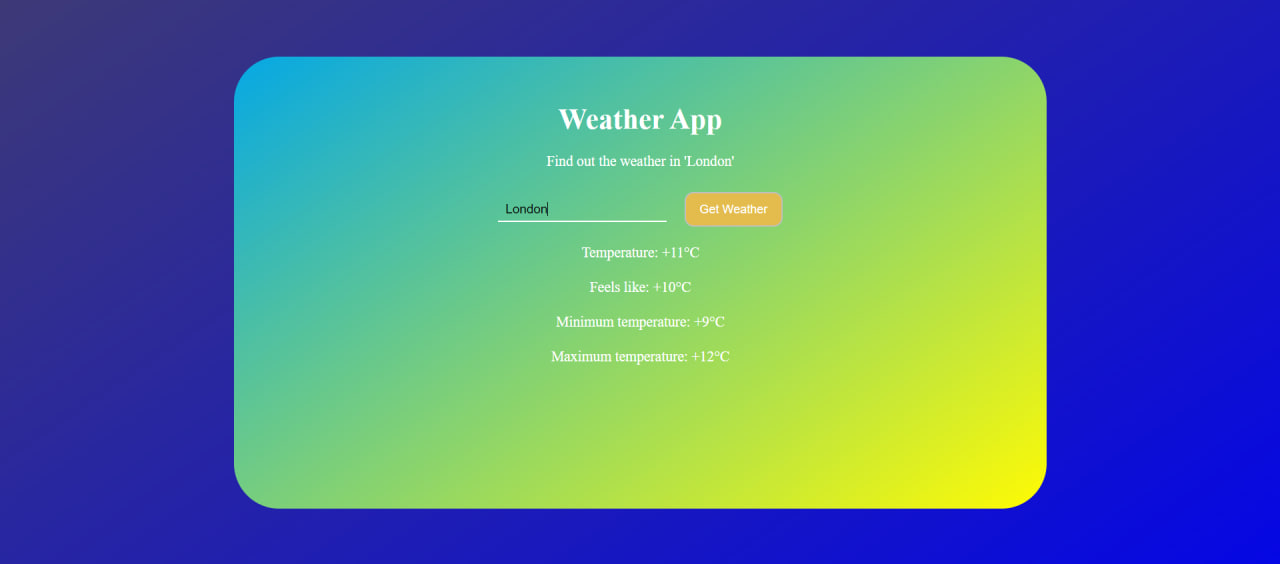 Weather App
Find out the weather in 'London'
London
Get Weather
Temperature: +11°C
Feels like: +10°C
Minimum temperature: +9°C
Maximum temperature: +12°C